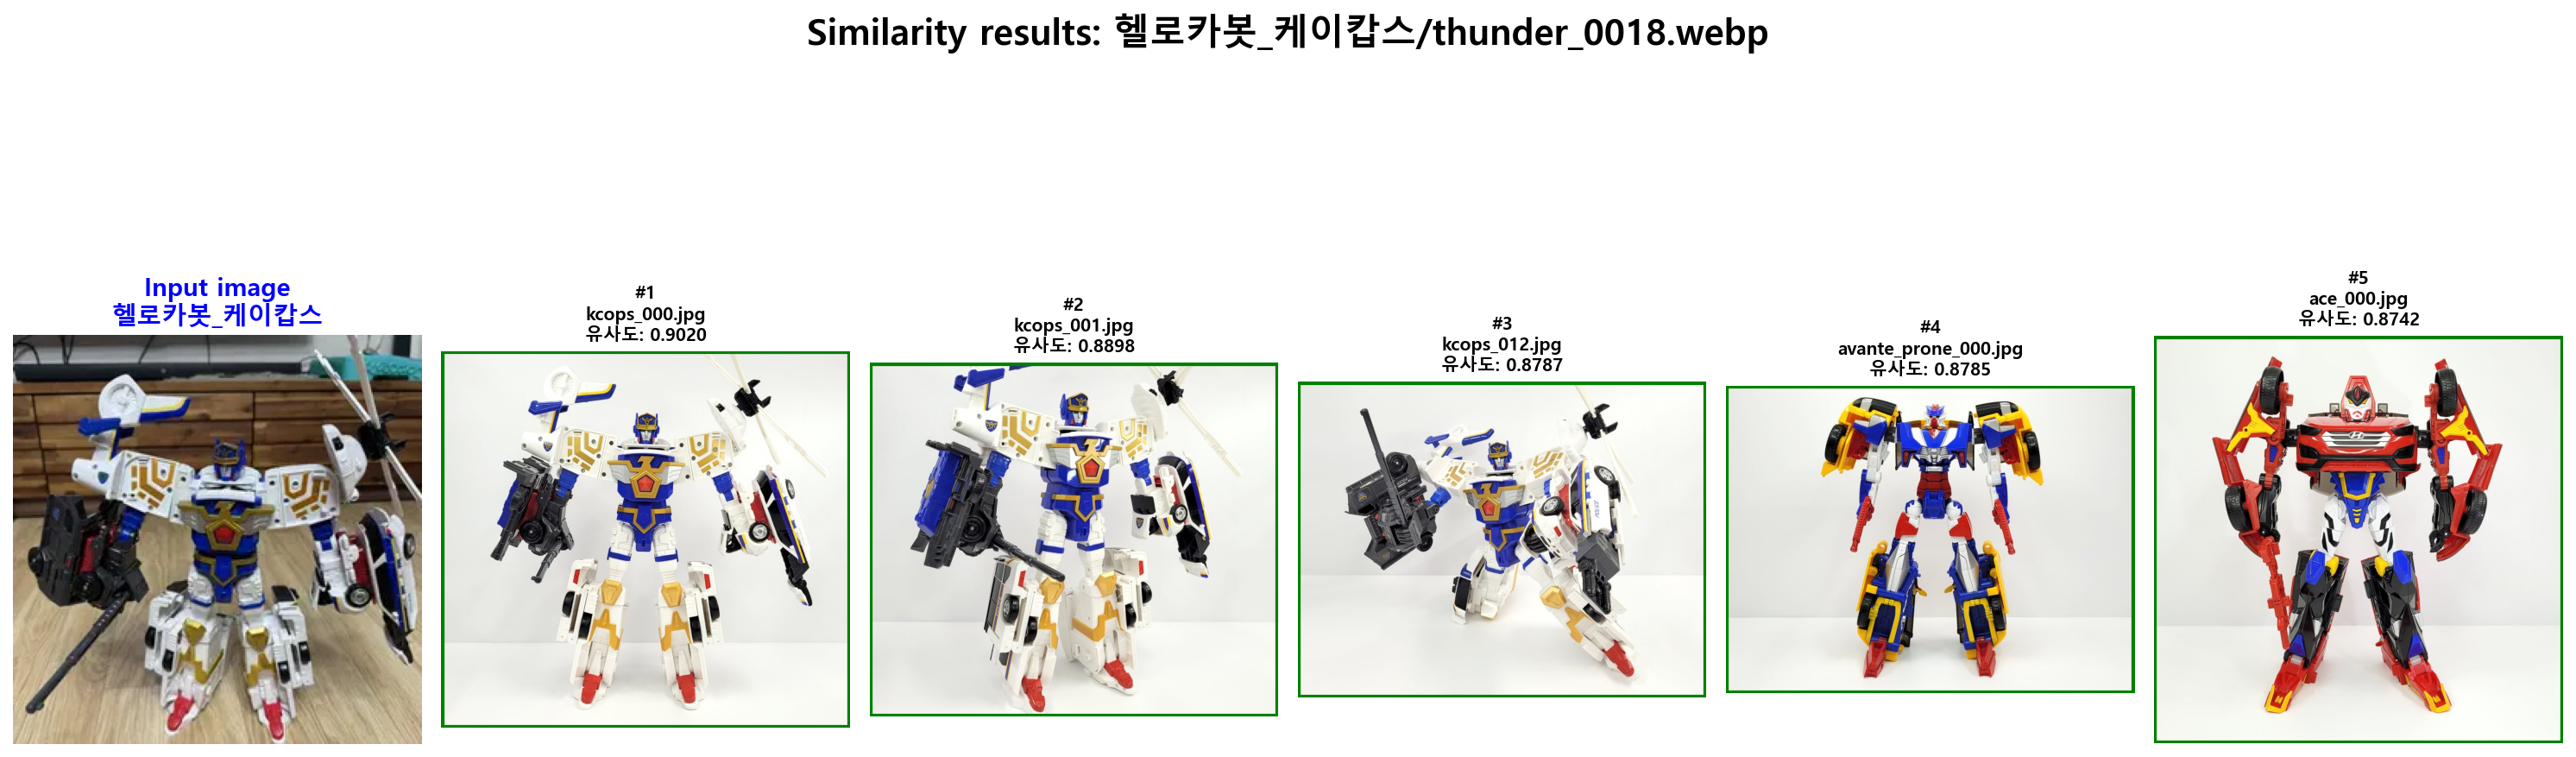 Similarity results: 헬로카봇_케이캅스/thunder_0018.webp
Input image
헬로카봇_케이캅스
#1
kcops_000.jpg
유사도: 0.9020
#2
kcops_001.jpg
유사도: 0.8898
#3
kcops_012.jpg
유사도: 0.8787
#4
avante_prone_000.jpg
유사도: 0.8785
#5
ace_000.jpg
유사도: 0.8742